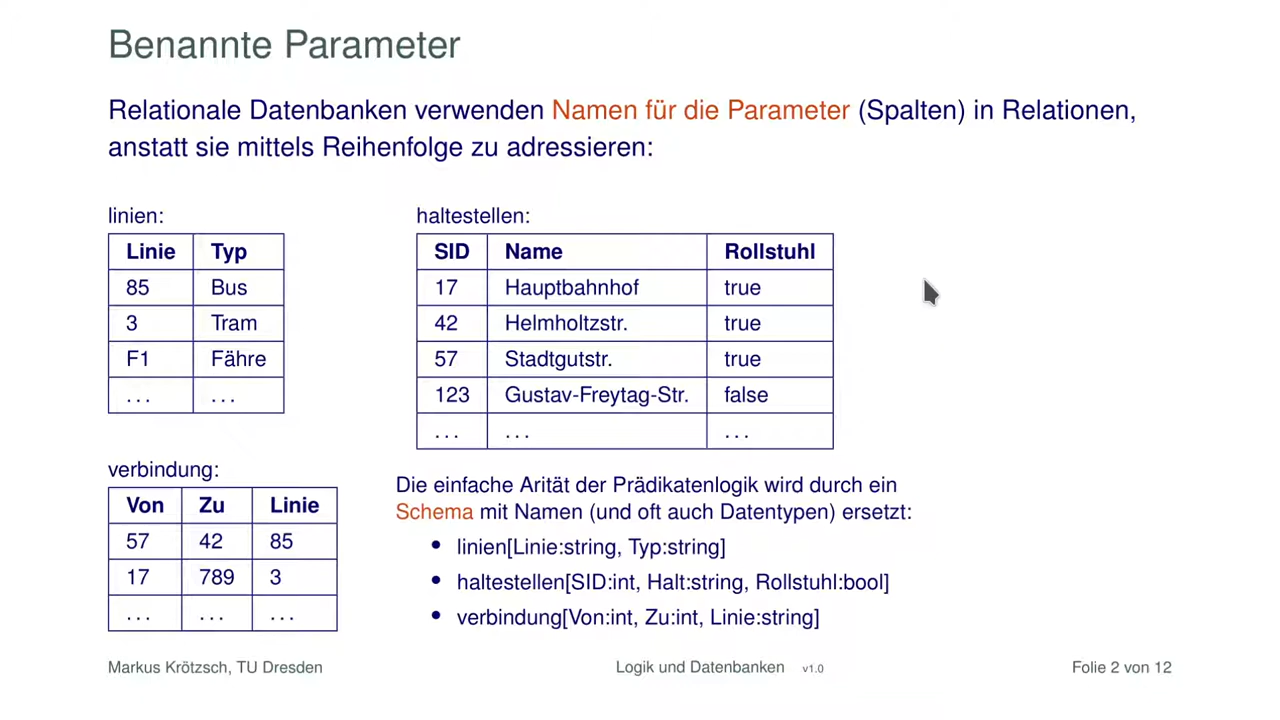 Benannte Parameter
Relationale Datenbanken verwenden Namen für die Parameter (Spalten) in Relationen,
anstatt sie mittels Reihenfolge zu adressieren:
linien:
Linie Typ
85 Bus
3 Tram
F1 Fähre
... ...
haltestellen:
SID Name Rollstuhl
17 Hauptbahnhof true
42 Helmholtzstr. true
57 Stadtgutstr. true
123 Gustav-Freytag-Str. false
... ... ...
verbindung:
Von Zu Linie
57 42 85
17 789 3
... ... ...
Die einfache Arität der Prädikatenlogik wird durch ein
Schema mit Namen (und oft auch Datentypen) ersetzt:
• linien[Linie:string, Typ:string]
• haltestellen[SID:int, Halt:string, Rollstuhl:bool]
• verbindung[Von:int, Zu:int, Linie:string]
Markus Krötzsch, TU Dresden Logik und Datenbanken v1.0 Folie 2 von 12